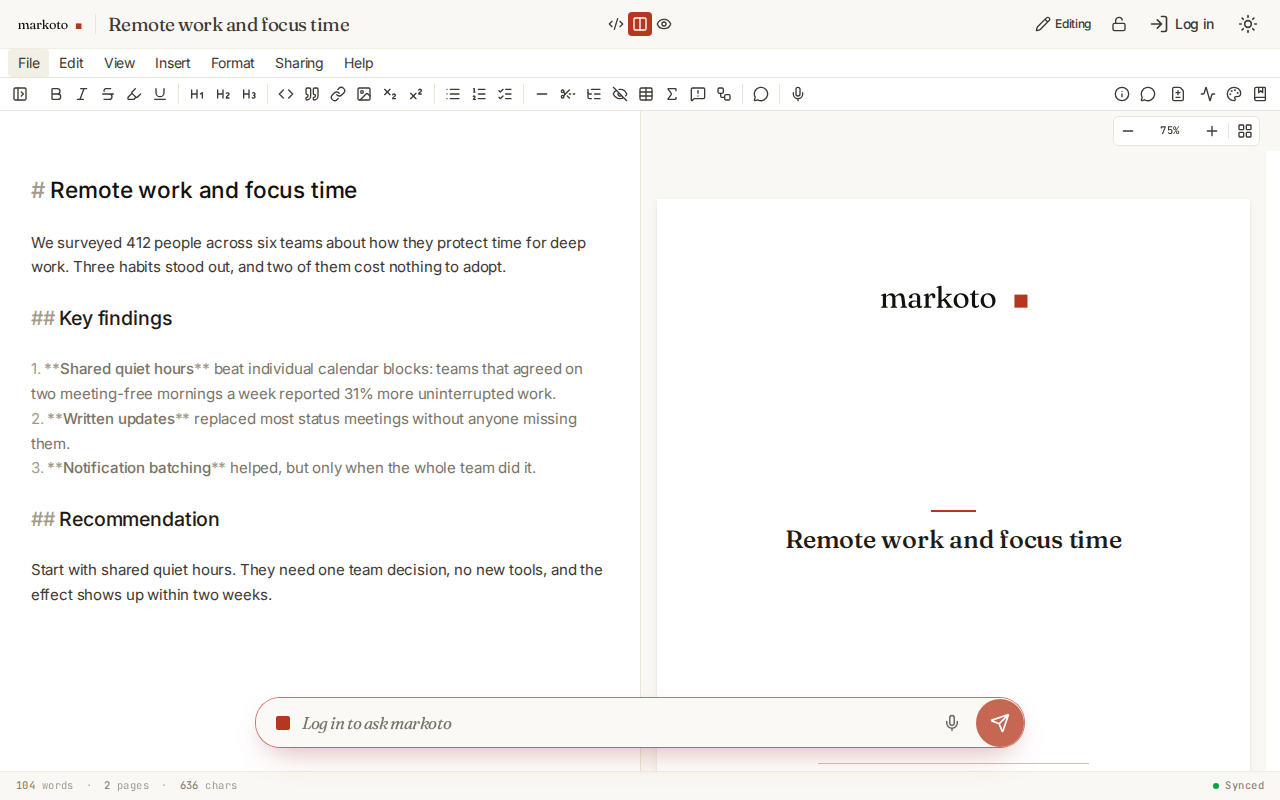 markoto
Remote work and focus time
Editing
Log in
File Edit View Insert Format Sharing Help
H1 H2 H3
75%
# Remote work and focus time
We surveyed 412 people across six teams about how they protect time for deep
work. Three habits stood out, and two of them cost nothing to adopt.
## Key findings
1. **Shared quiet hours** beat individual calendar blocks: teams that agreed on
two meeting-free mornings a week reported 31% more uninterrupted work.
2. **Written updates** replaced most status meetings without anyone missing
them.
3. **Notification batching** helped, but only when the whole team did it.
## Recommendation
Start with shared quiet hours. They need one team decision, no new tools, and the
effect shows up within two weeks.
markoto
Remote work and focus time
Log in to ask markoto
104 words · 2 pages · 636 chars
Synced